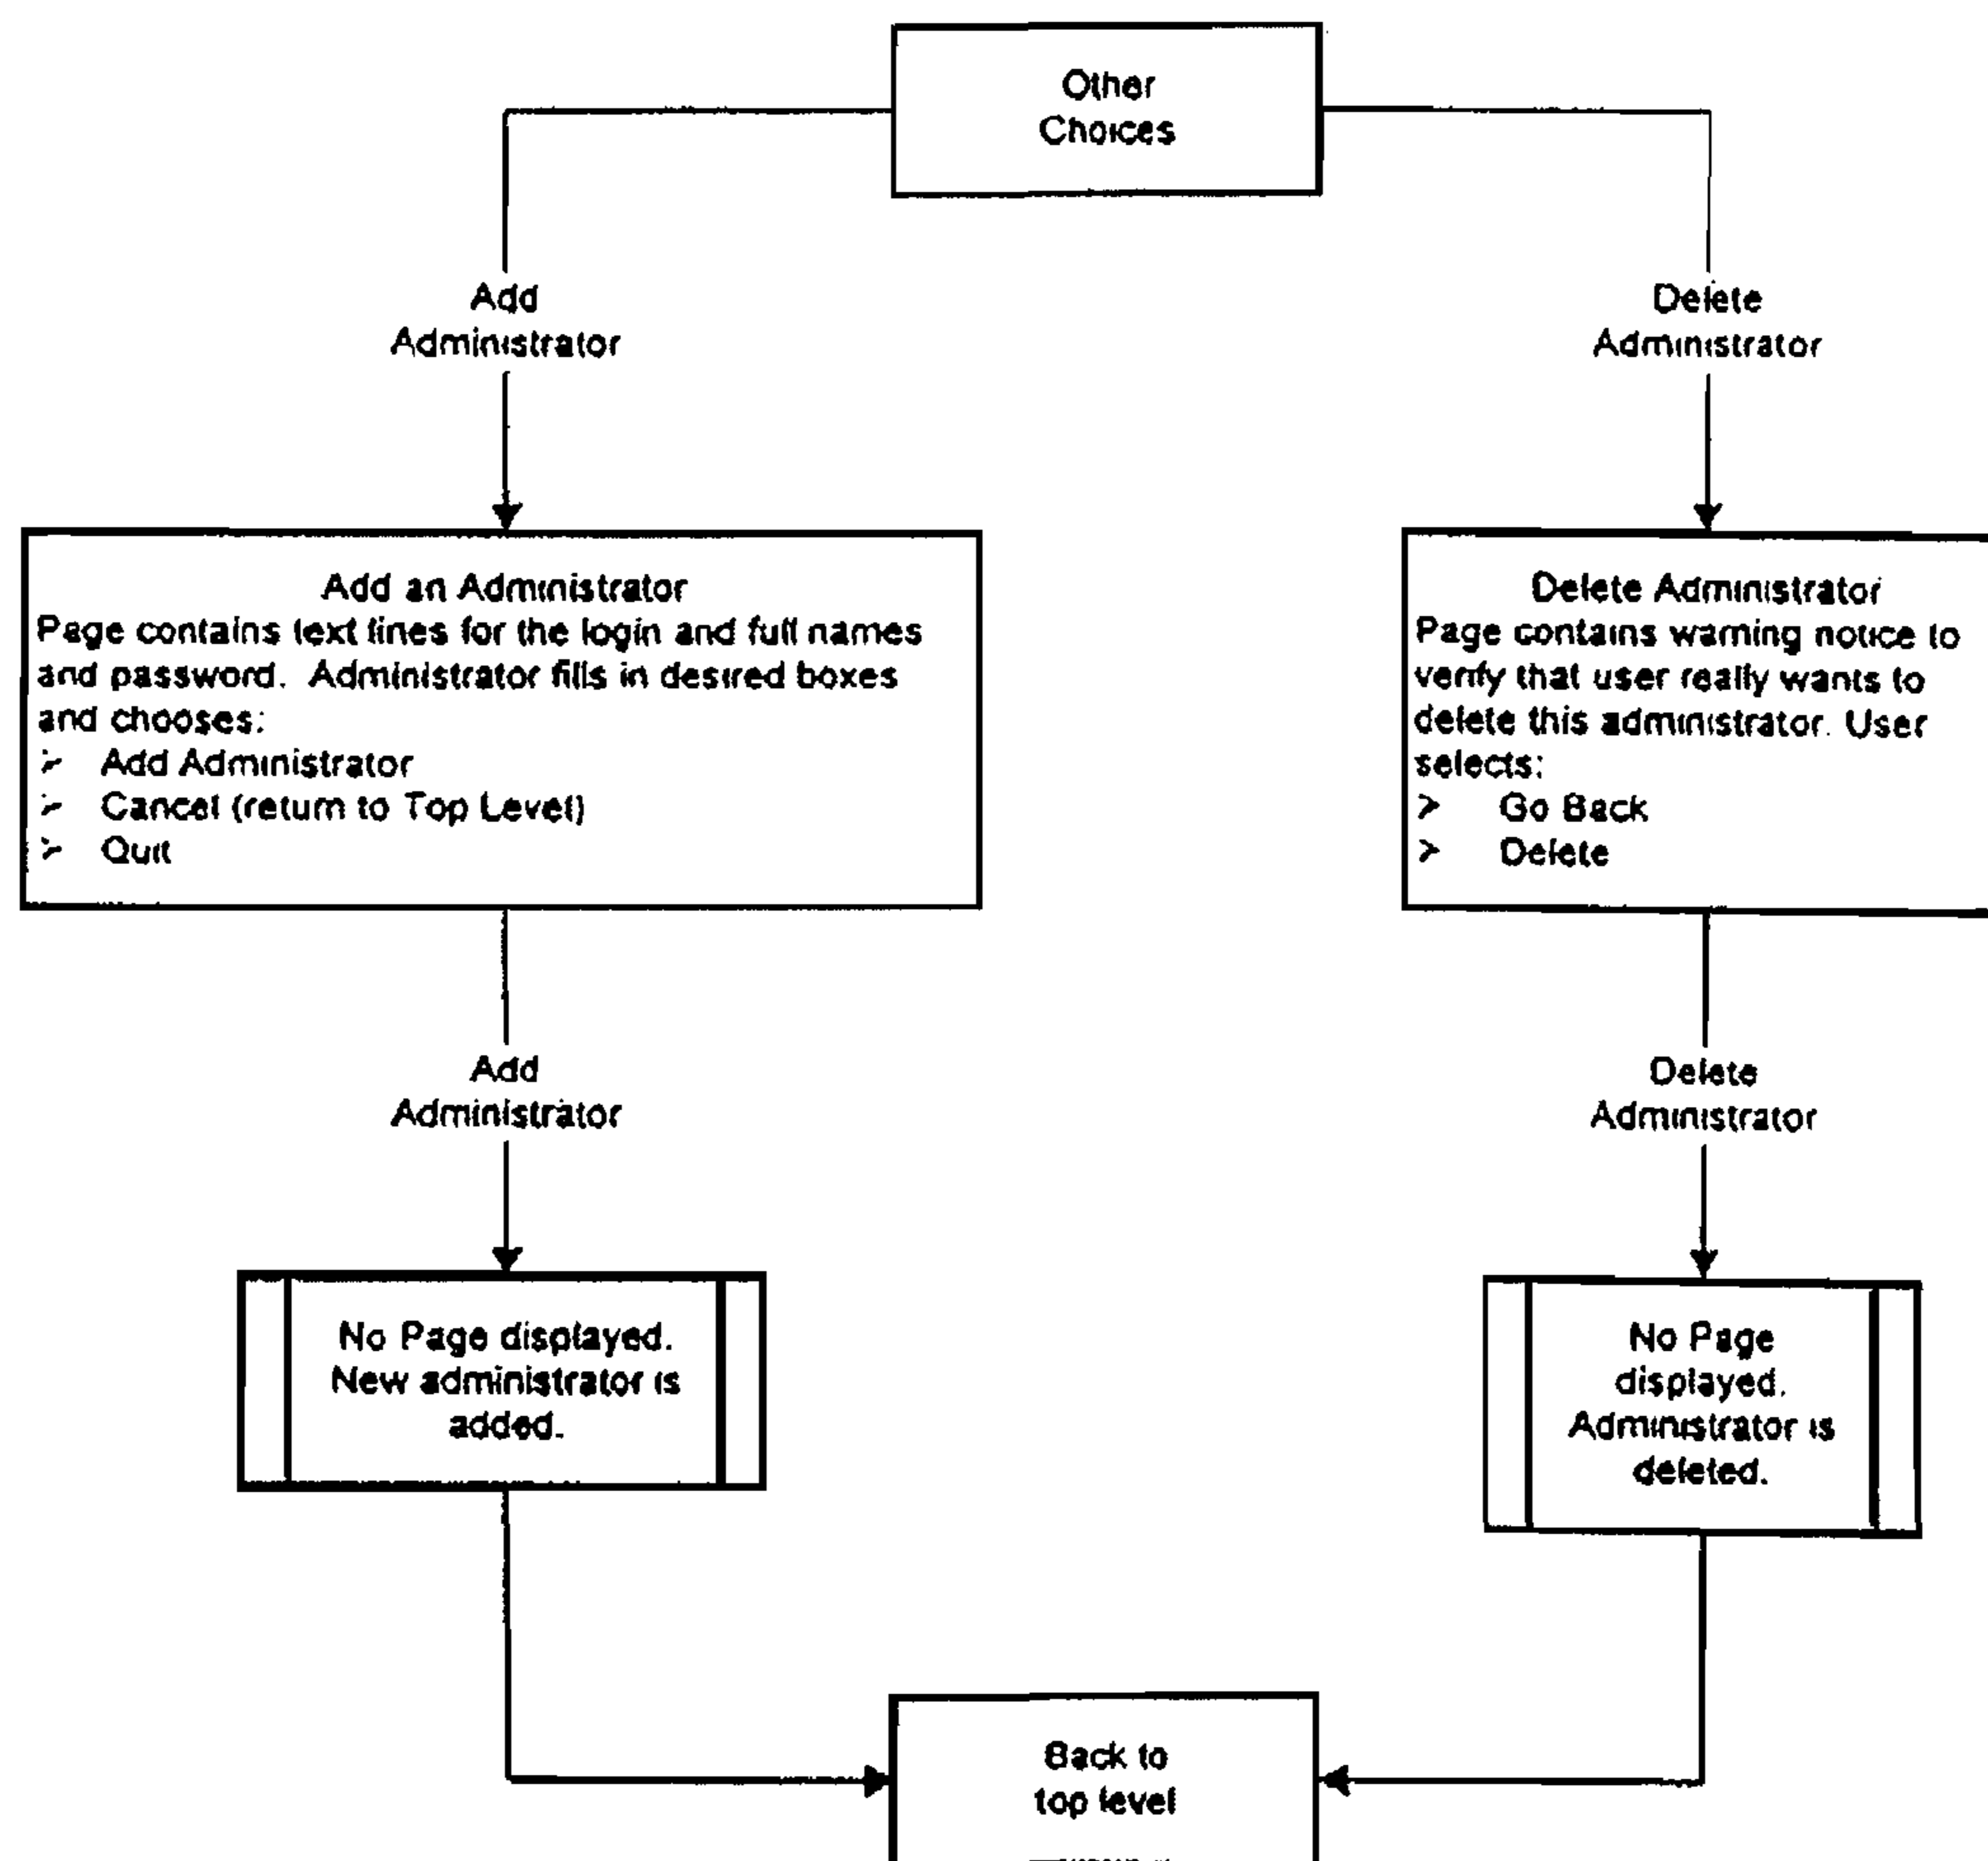 Other
Choices
Add
Administrator
Delete
Administrator
Add an Administrator
Page contains text lines for the login and full names
and password. Administrator fills in desired boxes
and chooses:
➢ Add Administrator
➢ Cancel (return to Top Level)
➢ Quit
Delete Administrator
Page contains warning notice to
verify that user really wants to
delete this administrator. User
selects:
➢ Go Back
➢ Delete
Add
Administrator
Delete
Administrator
No Page displayed.
New administrator is
added.
No Page
displayed.
Administrator is
deleted.
Back to
top level